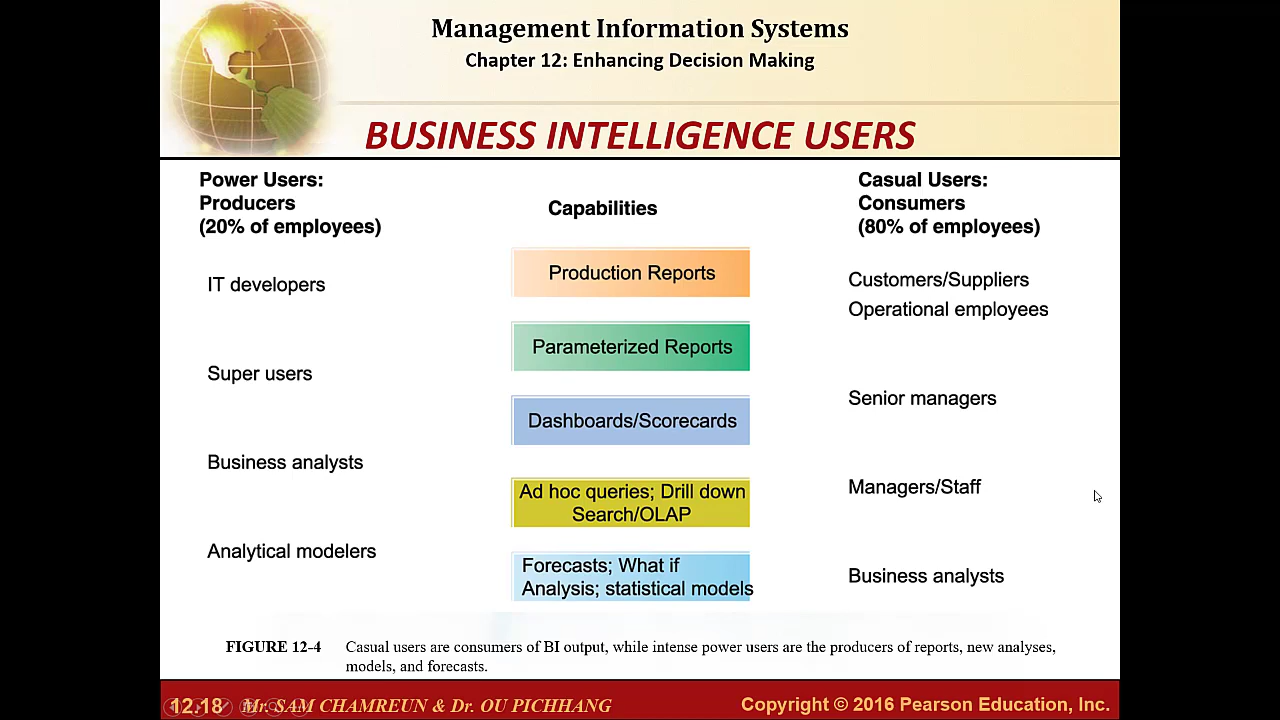 Management Information Systems
Chapter 12: Enhancing Decision Making
BUSINESS INTELLIGENCE USERS
Power Users:
Producers
(20% of employees)
IT developers
Super users
Business analysts
Analytical modelers
Capabilities
Production Reports
Parameterized Reports
Dashboards/Scorecards
Ad hoc queries; Drill down
Search/OLAP
Forecasts; What if
Analysis; statistical models
Casual Users:
Consumers
(80% of employees)
Customers/Suppliers
Operational employees
Senior managers
Managers/Staff
Business analysts
FIGURE 12-4 Casual users are consumers of BI output, while intense power users are the producers of reports, new analyses,
models, and forecasts.
12.18 Mr. SAM CHAMREUN & Dr. OU PICHHANG Copyright © 2016 Pearson Education, Inc.